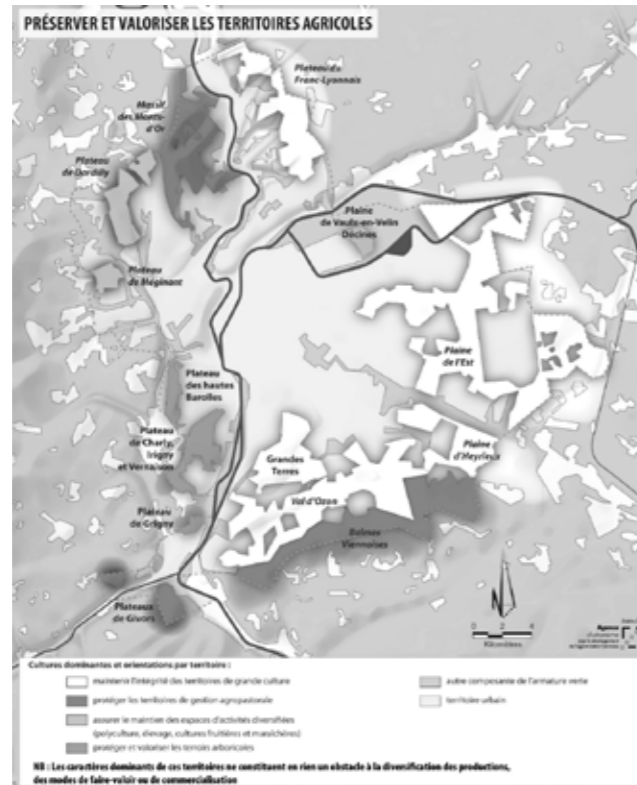 PRÉSERVER ET VALORISER LES TERRITOIRES AGRICOLES
Plateau du
Franc-Lyonnais
Massif
des Monts-
d'Or
Plateau
de Dardilly
Plaine
de Vaulx-en-Velin
Décines
Plateau
de Méginant
Plaine
de l'Est
Plateau
des hautes
Barolles
Plateau
de Charly,
Irigny
et Vernaison
Grandes
Terres
Plaine
d'Heyrieux
Val d'Ozon
Plateau
de Grigny
Balmes
Viennoises
Plateaux
de Givors
N
0 2 4
Kilomètres
Agence
Cultures dominantes et orientations par territoire :
maintenir l'intégrité des territoires de grande culture
autre composante de l'armature verte
protéger les territoires de gestion agropastorale
territoire urbain
assurer le maintien des espaces d'activités diversifiées
(polyculture, élevage, cultures fruitières et maraîchères)
protéger et valoriser les terroirs arboricoles
NB : Les caractères dominants de ces territoires ne constituent en rien un obstacle à la diversification des productions,
des modes de faire-valoir ou de commercialisation